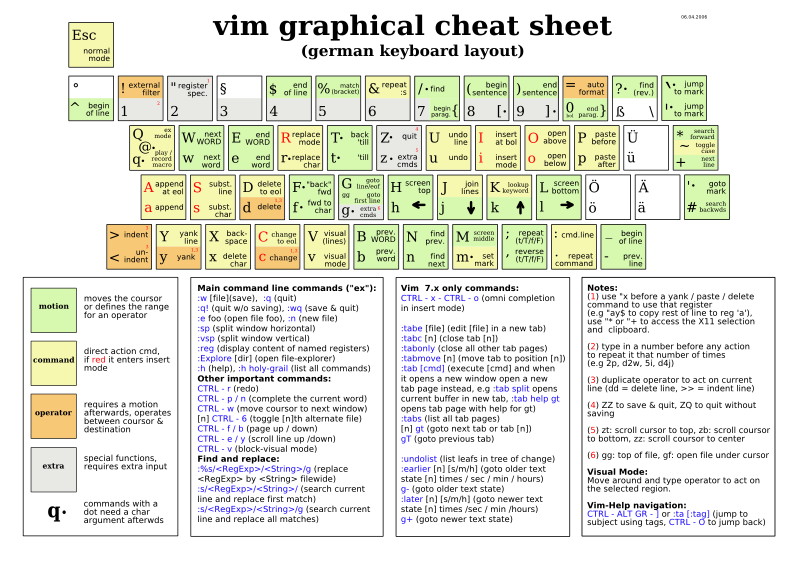 vim graphical cheat sheet
06.04.2006
(german keyboard layout)
Esc
normal
mode
° ^ begin of line
! external filter 1
" register spec. 2
§ 3
$ end of line 4
% match (bracket) 5
& repeat :s 6
/· find 7 begin parag. {
( begin sentence 8 [·
) end sentence 9 ]·
= auto format 0 bol end parag. }
?· find (rev.) ß \
`· jump to mark '· jump to mark
Q ex mode @· q· play / record macro
W next WORD w next word
E end WORD e end word
R replace mode r· replace char
T· back 'till t· 'till
Z· quit z· extra cmds
U undo line u undo
I insert at bol i insert mode
O open above o open below
P paste before p paste after
Ü ü
* search forward ~ toggle case + next line
A append at eol a append
S subst. line s subst. char
D delete to eol d delete
F· "back" fwd f· fwd to char
G goto line/eof gg goto first line g· extra cmds
H screen top h
J join lines j
K lookup keyword k
L screen bottom l
Ö ö
Ä ä
'· goto mark # search backwds
> indent < un-indent
Y yank line y yank
X back-space x delete char
C change to eol c change
V visual (lines) v visual mode
B prev. WORD b prev. word
N find prev. n find next
M screen middle m· set mark
; repeat (t/T/f/F) , reverse (t/T/f/F)
: cmd.line . repeat command
_ begin of line -
motion
moves the coursor
or defines the range
for an operator
command
direct action cmd,
if red it enters insert
mode
operator
requires a motion
afterwards, operates
between coursor &
destination
extra
special functions,
requires extra input
q·
commands with a
dot need a char
argument afterwds
Main command line commands ("ex"):
:w [file](save), :q (quit)
:q! (quit w/o saving), :wq (save & quit)
:e foo (open file foo), :n (new file)
:sp (split window horizontal)
:vsp (split window vertical)
:reg (display content of named registers)
:Explore [dir] (open file-explorer)
:h (help), :h holy-grail (list all commands)
Other important commands:
CTRL - r (redo)
CTRL - p / n (complete the current word)
CTRL - w (move coursor to next window)
[n] CTRL - 6 (toggle [n]th alternate file)
CTRL - f / b (page up / down)
CTRL - e / y (scroll line up /down)
CTRL - v (block-visual mode)
Find and replace:
:%s/<RegExp>/<String>/g (replace
<RegExp> by <String> filewide)
:s/<RegExp>/<String>/ (search current
line and replace first match)
:s/<RegExp>/<String>/g (search current
line and replace all matches)
Vim 7.x only commands:
CTRL - x - CTRL - o (omni completion
in insert mode)
:tabe [file] (edit [file] in a new tab)
:tabc [n] (close tab [n])
:tabonly (close all other tab pages)
:tabmove [n] (move tab to position [n])
:tab [cmd] (execute [cmd] and when
it opens a new window open a new
tab page instead, e.g :tab split opens
current buffer in new tab, :tab help gt
opens tab page with help for gt)
:tabs (list all tab pages)
[n] gt (goto next tab or tab [n])
gT (goto previous tab)
:undolist (list leafs in tree of change)
:earlier [n] [s/m/h] (goto older text
state [n] times / sec / min / hours)
g- (goto older text state)
:later [n] [s/m/h] (goto newer text
state [n] times /sec / min /hours)
g+ (goto newer text state)
Notes:
(1) use "x before a yank / paste / delete
command to use that register
(e.g "ay$ to copy rest of line to reg 'a'),
use "* or "+ to access the X11 selection
and clipboard.
(2) type in a number before any action
to repeat it that number of times
(e.g 2p, d2w, 5i, d4j)
(3) duplicate operator to act on current
line (dd = delete line, >> = indent line)
(4) ZZ to save & quit, ZQ to quit without
saving
(5) zt: scroll cursor to top, zb: scroll coursor
to bottom, zz: scroll cursor to center
(6) gg: top of file, gf: open file under cursor
Visual Mode:
Move around and type operator to act on
the selected region.
Vim-Help navigation:
CTRL - ALT GR - ] or :ta [:tag] (jump to
subject using tags, CTRL - O to jump back)